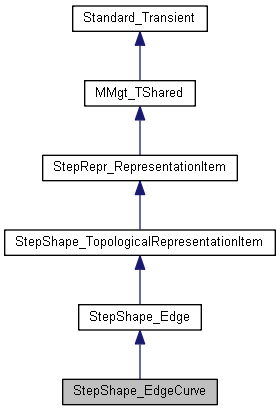 Standard_Transient
MMgt_TShared
StepRepr_RepresentationItem
StepShape_TopologicalRepresentationItem
StepShape_Edge
StepShape_EdgeCurve